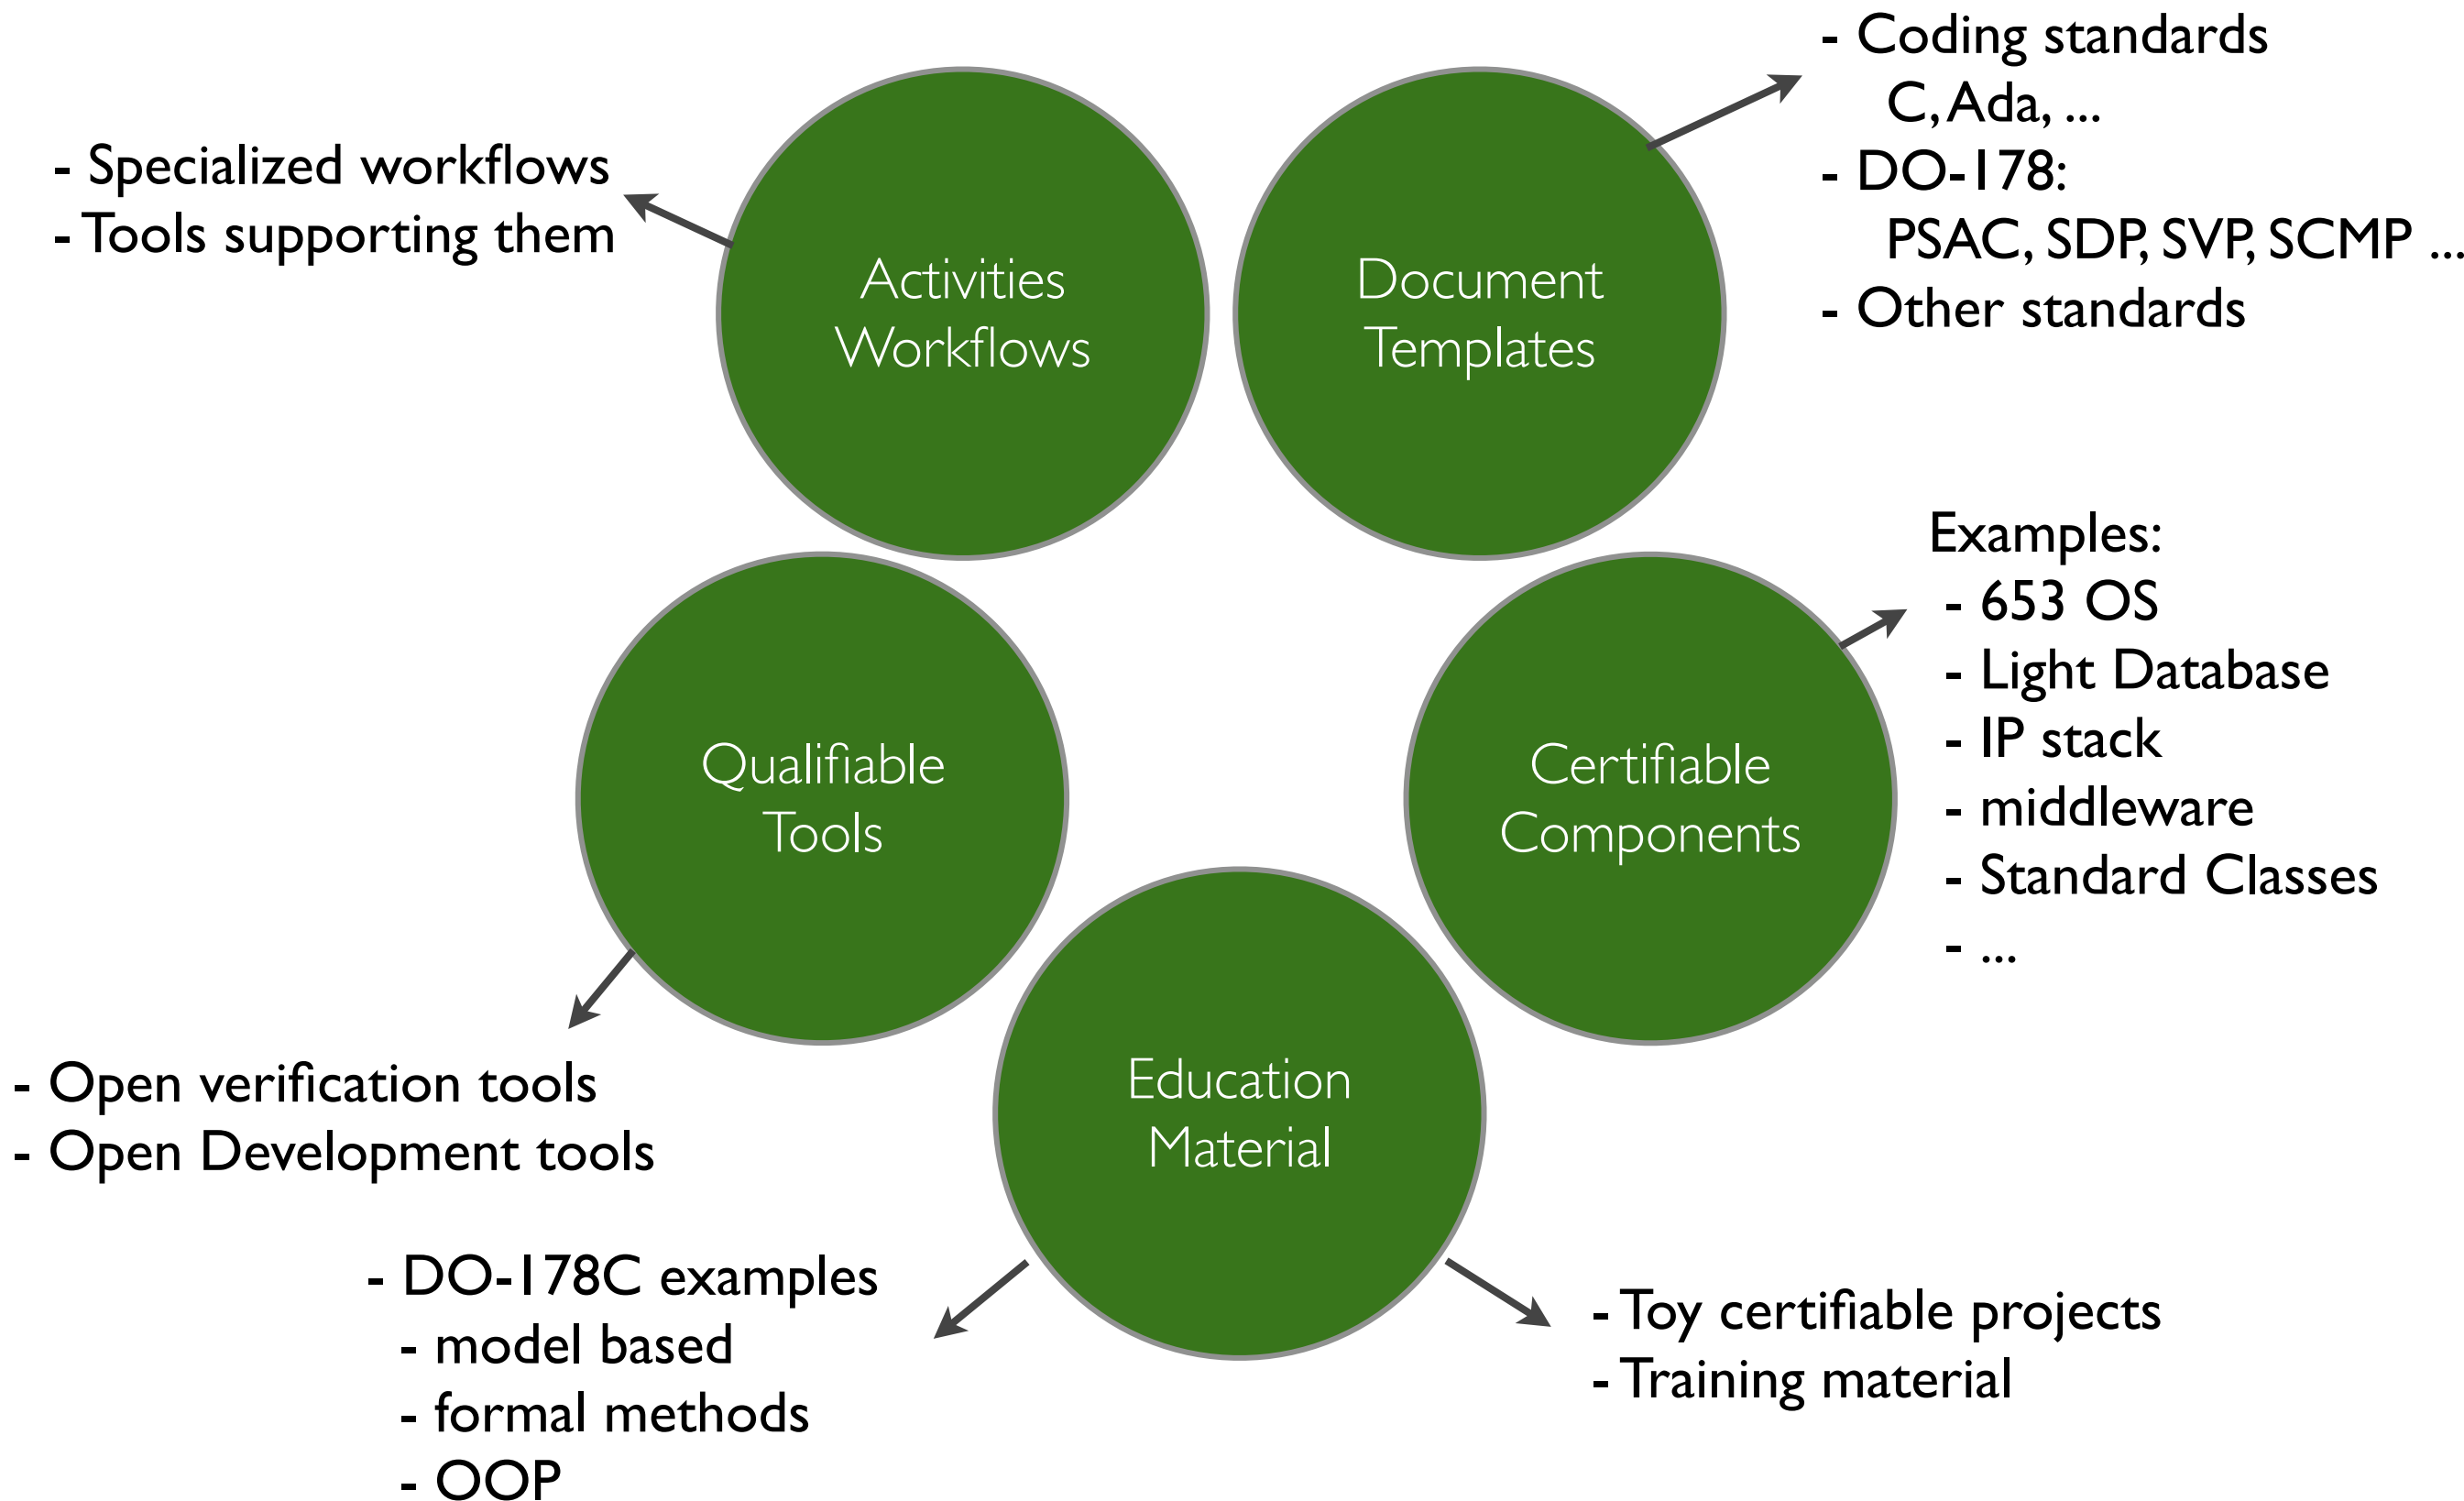 - Coding standards
C, Ada, ...
- DO-178:
PSAC, SDP, SVP, SCMP ...
- Other standards
- Specialized workflows
- Tools supporting them
Activities
Workflows
Document
Templates
Examples:
- 653 OS
- Light Database
- IP stack
- middleware
- Standard Classes
- ...
Qualifiable
Tools
Certifiable
Components
- Open verification tools
- Open Development tools
Education
Material
- DO-178C examples
- model based
- formal methods
- OOP
- Toy certifiable projects
- Training material